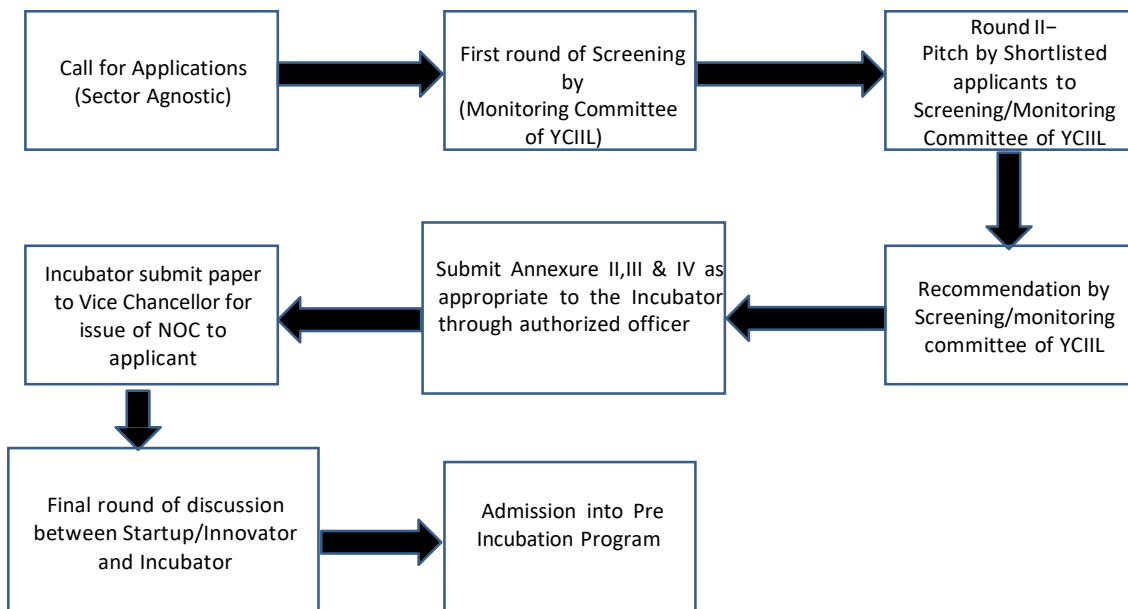 Call for Applications
(Sector Agnostic)
First round of Screening
by
(Monitoring Committee
of YCIIL)
Round II–
Pitch by Shortlisted
applicants to
Screening/Monitoring
Committee of YCIIL
Recommendation by
Screening/monitoring
committee of YCIIL
Submit Annexure II,III & IV as
appropriate to the Incubator
through authorized officer
Incubator submit paper
to Vice Chancellor for
issue of NOC to
applicant
Final round of discussion
between Startup/Innovator
and Incubator
Admission into Pre
Incubation Program